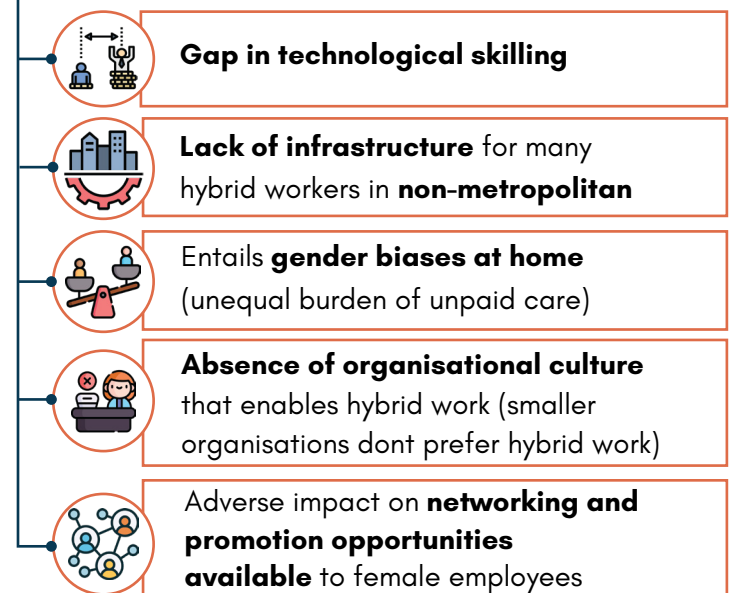 Gap in technological skilling
Lack of infrastructure for many
hybrid workers in non-metropolitan
Entails gender biases at home
(unequal burden of unpaid care)
Absence of organisational culture
that enables hybrid work (smaller
organisations dont prefer hybrid work)
Adverse impact on networking and
promotion opportunities
available to female employees